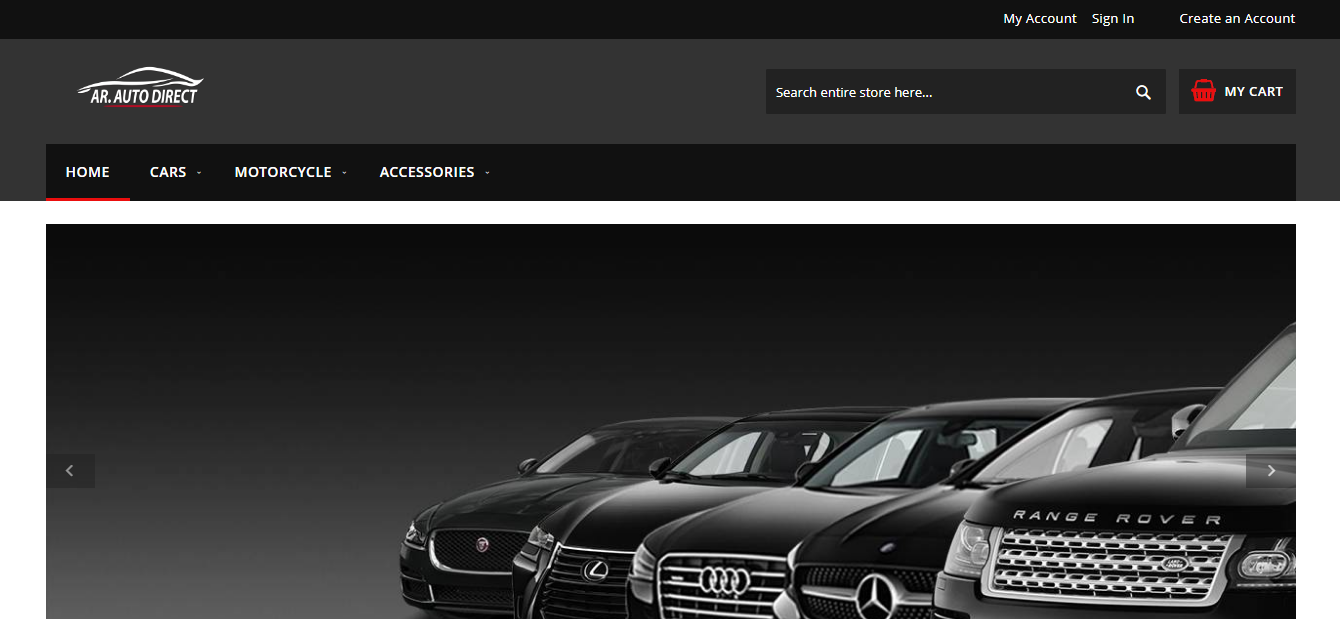 My Account Sign In Create an Account
AR. AUTO DIRECT
Search entire store here...
MY CART
HOME CARS MOTORCYCLE ACCESSORIES
RANGE ROVER